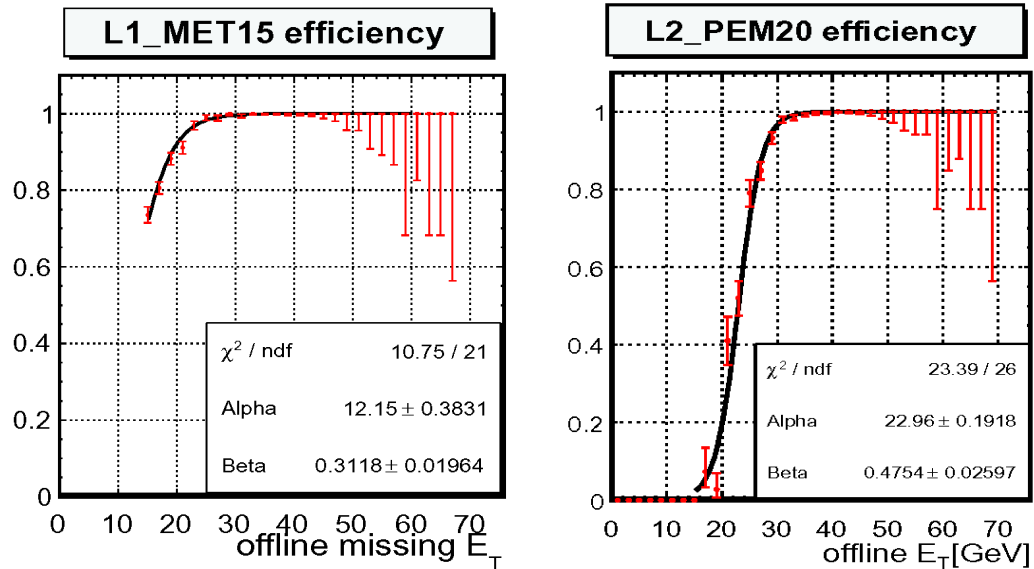 L1_MET15 efficiency
1
0.8
0.6
0.4
0.2
0
χ² / ndf 10.75 / 21
Alpha 12.15 ± 0.3831
Beta 0.3118 ± 0.01964
0 10 20 30 40 50 60 70
offline missing E_T
L2_PEM20 efficiency
1
0.8
0.6
0.4
0.2
0
χ² / ndf 23.39 / 26
Alpha 22.96 ± 0.1918
Beta 0.4754 ± 0.02597
0 10 20 30 40 50 60 70
offline E_T[GeV]